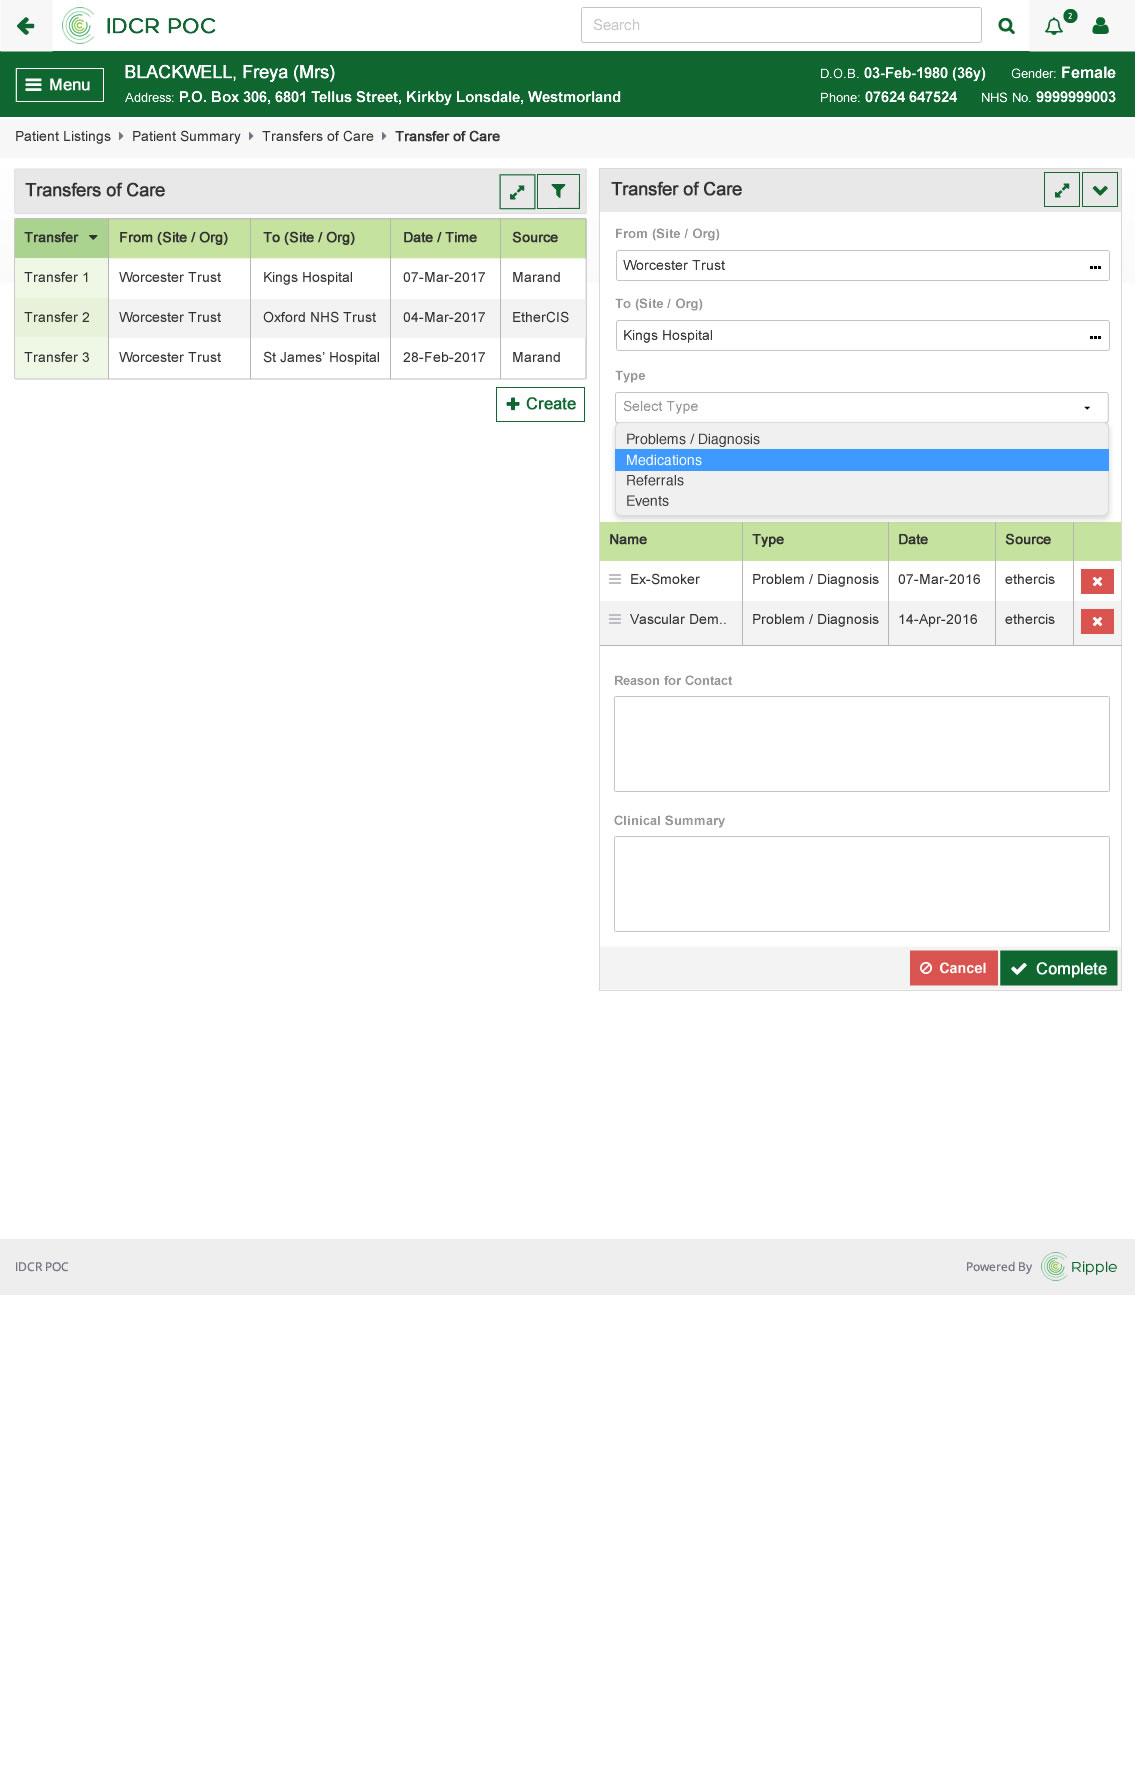 IDCR POC
Search
2
Menu
BLACKWELL, Freya (Mrs)
Address: P.O. Box 306, 6801 Tellus Street, Kirkby Lonsdale, Westmorland
D.O.B. 03-Feb-1980 (36y) Gender: Female
Phone: 07624 647524 NHS No. 9999999003
Patient Listings Patient Summary Transfers of Care Transfer of Care
Transfers of Care
Transfer From (Site / Org) To (Site / Org) Date / Time Source
Transfer 1 Worcester Trust Kings Hospital 07-Mar-2017 Marand
Transfer 2 Worcester Trust Oxford NHS Trust 04-Mar-2017 EtherCIS
Transfer 3 Worcester Trust St James’ Hospital 28-Feb-2017 Marand
Create
Transfer of Care
From (Site / Org)
Worcester Trust
To (Site / Org)
Kings Hospital
Type
Select Type
Problems / Diagnosis
Medications
Referrals
Events
Name Type Date Source
Ex-Smoker Problem / Diagnosis 07-Mar-2016 ethercis
Vascular Dem.. Problem / Diagnosis 14-Apr-2016 ethercis
Reason for Contact
Clinical Summary
Cancel Complete
IDCR POC
Powered By Ripple